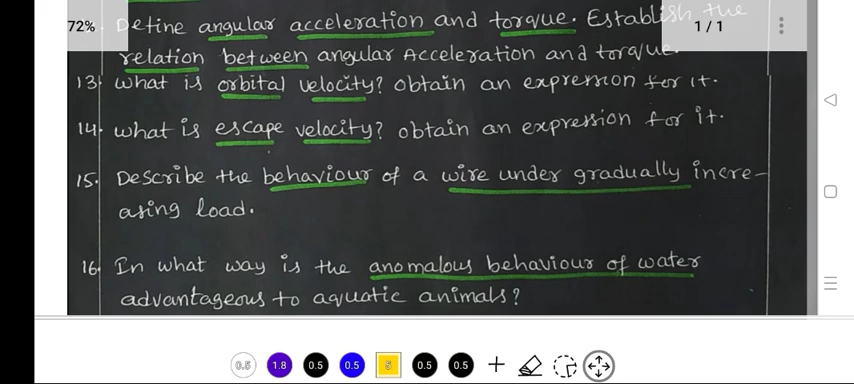 72%
1 / 1
Define angular acceleration and torque. Establish the
relation between angular Acceleration and torque.
13. What is orbital velocity? obtain an expression for it.
14. What is escape velocity? obtain an expression for it.
15. Describe the behaviour of a wire under gradually incre-
asing load.
16. In what way is the anomalous behaviour of water
advantageous to aquatic animals?
0.5 1.8 0.5 0.5 5 0.5 0.5